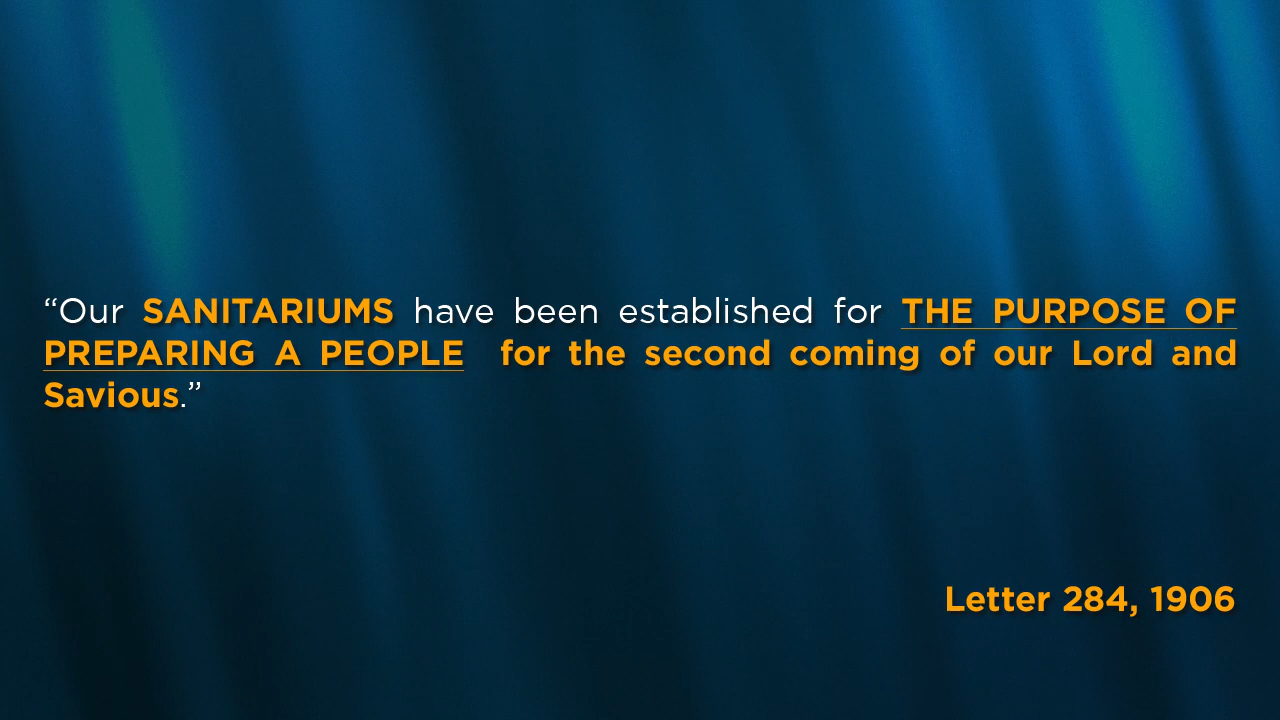 “Our SANITARIUMS have been established for THE PURPOSE OF
PREPARING A PEOPLE for the second coming of our Lord and
Savious.”
Letter 284, 1906